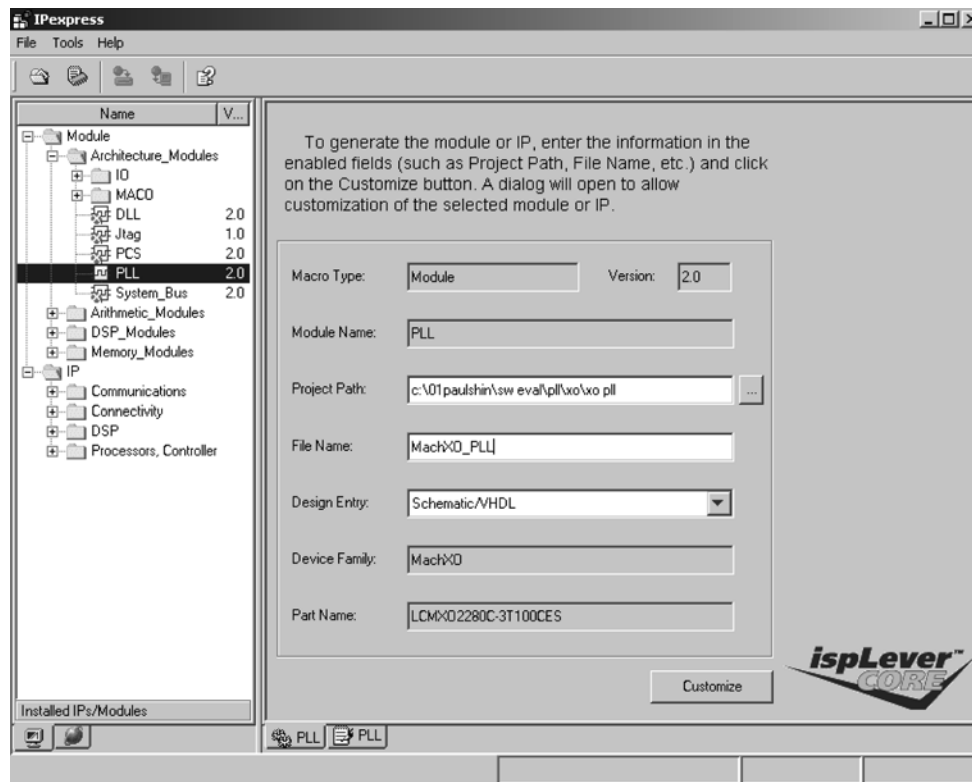 IPexpress
File Tools Help
Name V...
Module
Architecture_Modules
IO
MACO
DLL 2.0
Jtag 1.0
PCS 2.0
PLL 2.0
System_Bus 2.0
Arithmetic_Modules
DSP_Modules
Memory_Modules
IP
Communications
Connectivity
DSP
Processors, Controller
Installed IPs/Modules
To generate the module or IP, enter the information in the
enabled fields (such as Project Path, File Name, etc.) and click
on the Customize button. A dialog will open to allow
customization of the selected module or IP.
Macro Type: Module Version: 2.0
Module Name: PLL
Project Path: c:\01paulshin\sw eval\pll\xo\xo pll ...
File Name: MachXO_PLL
Design Entry: Schematic/VHDL
Device Family: MachXO
Part Name: LCMXO2280C-3T100CES
Customize
ispLever™
CORE
PLL PLL